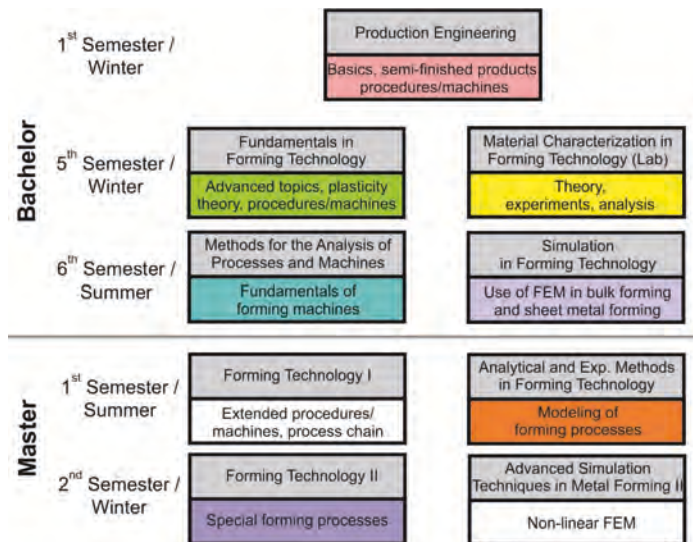 1st Semester /
Winter
Production Engineering
Basics, semi-finished products
procedures/machines
Bachelor
5th Semester /
Winter
Fundamentals in
Forming Technology
Advanced topics, plasticity
theory, procedures/machines
Material Characterization in
Forming Technology (Lab)
Theory,
experiments, analysis
6th Semester /
Summer
Methods for the Analysis of
Processes and Machines
Fundamentals of
forming machines
Simulation
in Forming Technology
Use of FEM in bulk forming
and sheet metal forming
Master
1st Semester /
Summer
Forming Technology I
Extended procedures/
machines, process chain
Analytical and Exp. Methods
in Forming Technology
Modeling of
forming processes
2nd Semester /
Winter
Forming Technology II
Special forming processes
Advanced Simulation
Techniques in Metal Forming II
Non-linear FEM